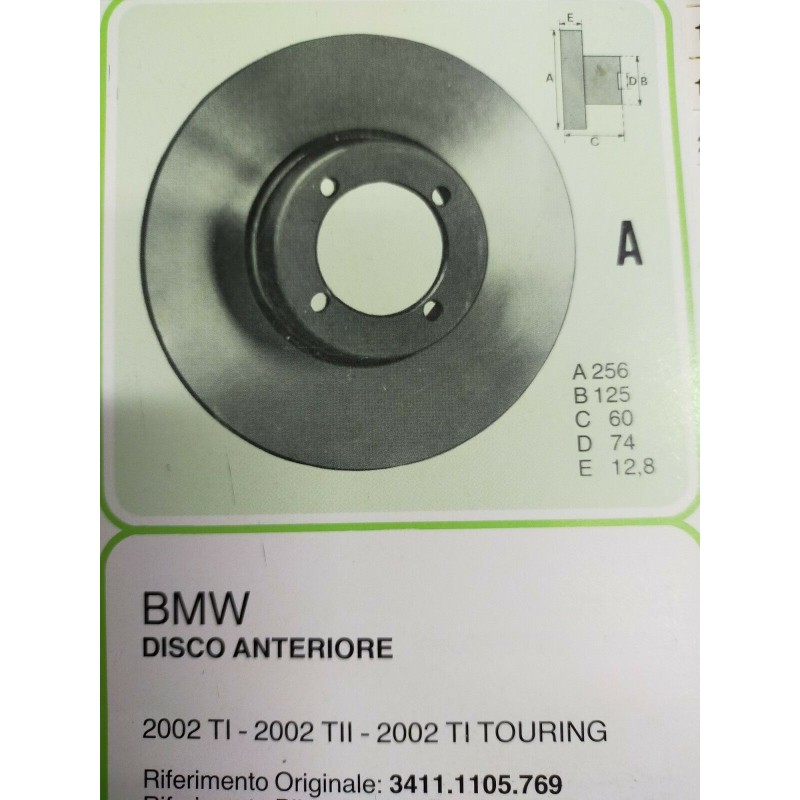 E
A
D B
C
A
A 256
B 125
C 60
D 74
E 12,8
BMW
DISCO ANTERIORE
2002 TI - 2002 TII - 2002 TI TOURING
Riferimento Originale: 3411.1105.769